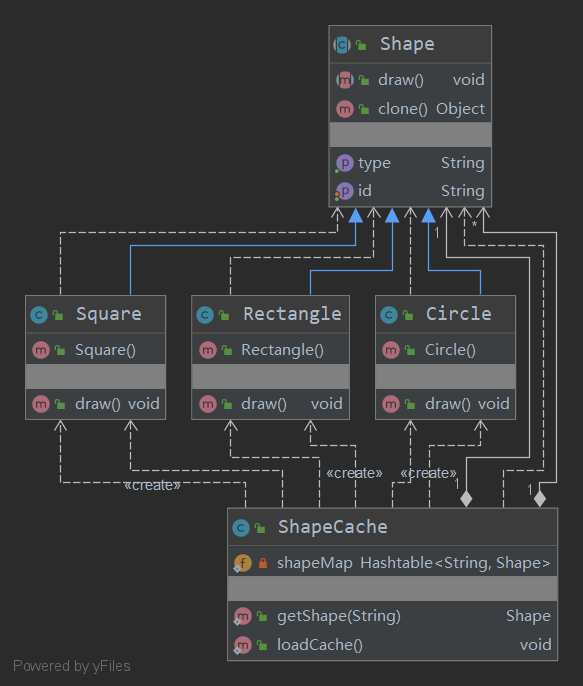 Shape
draw() void
clone() Object
type String
id String
1 *
Square Rectangle Circle
Square() Rectangle() Circle()
draw() void draw() void draw() void
«create» «create» «create»
1 1
ShapeCache
shapeMap Hashtable<String, Shape>
getShape(String) Shape
loadCache() void
Powered by yFiles